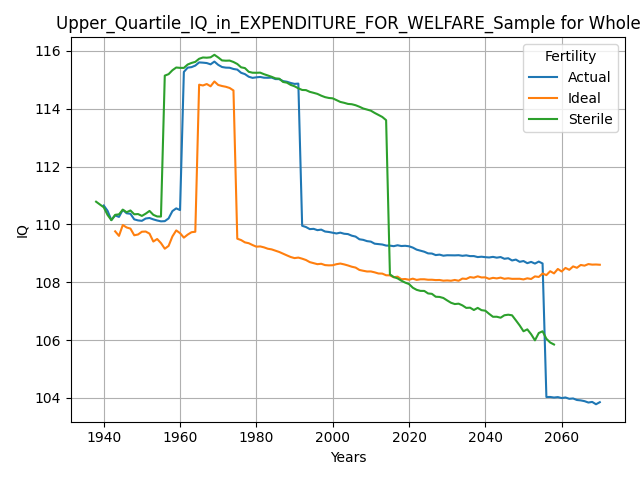 Upper_Quartile_IQ_in_EXPENDITURE_FOR_WELFARE_Sample for Whole
116
114
112
110
108
106
104
IQ
Fertility
Actual
Ideal
Sterile
1940
1960
1980
2000
2020
2040
2060
Years